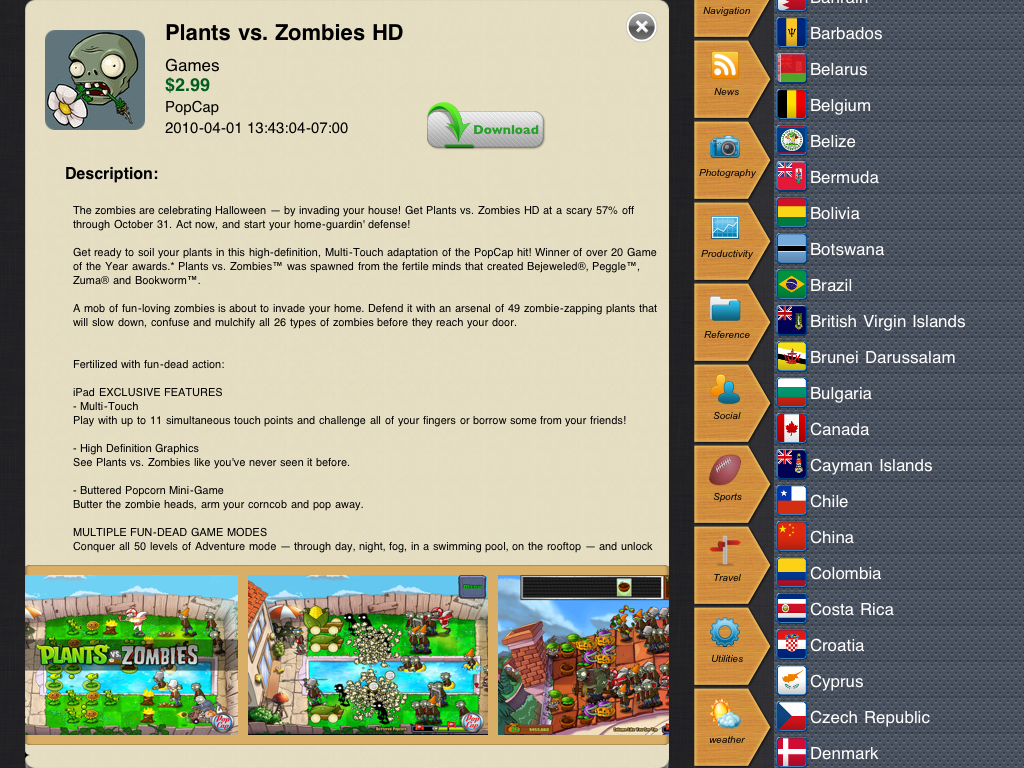 Plants vs. Zombies HD
Games
$2.99
PopCap
2010-04-01 13:43:04-07:00
Download
Description:
The zombies are celebrating Halloween — by invading your house! Get Plants vs. Zombies HD at a scary 57% off
through October 31. Act now, and start your home-guardin' defense!
Get ready to soil your plants in this high-definition, Multi-Touch adaptation of the PopCap hit! Winner of over 20 Game
of the Year awards.* Plants vs. Zombies™ was spawned from the fertile minds that created Bejeweled®, Peggle™,
Zuma® and Bookworm™.
A mob of fun-loving zombies is about to invade your home. Defend it with an arsenal of 49 zombie-zapping plants that
will slow down, confuse and mulchify all 26 types of zombies before they reach your door.
Fertilized with fun-dead action:
iPad EXCLUSIVE FEATURES
- Multi-Touch
Play with up to 11 simultaneous touch points and challenge all of your fingers or borrow some from your friends!
- High Definition Graphics
See Plants vs. Zombies like you've never seen it before.
- Buttered Popcorn Mini-Game
Butter the zombie heads, arm your corncob and pop away.
MULTIPLE FUN-DEAD GAME MODES
Conquer all 50 levels of Adventure mode — through day, night, fog, in a swimming pool, on the rooftop — and unlock
PLANTS VS. ZOMBIES
Navigation
News
Photography
Productivity
Reference
Social
Sports
Travel
Utilities
weather
Bahrain
Barbados
Belarus
Belgium
Belize
Bermuda
Bolivia
Botswana
Brazil
British Virgin Islands
Brunei Darussalam
Bulgaria
Canada
Cayman Islands
Chile
China
Colombia
Costa Rica
Croatia
Cyprus
Czech Republic
Denmark